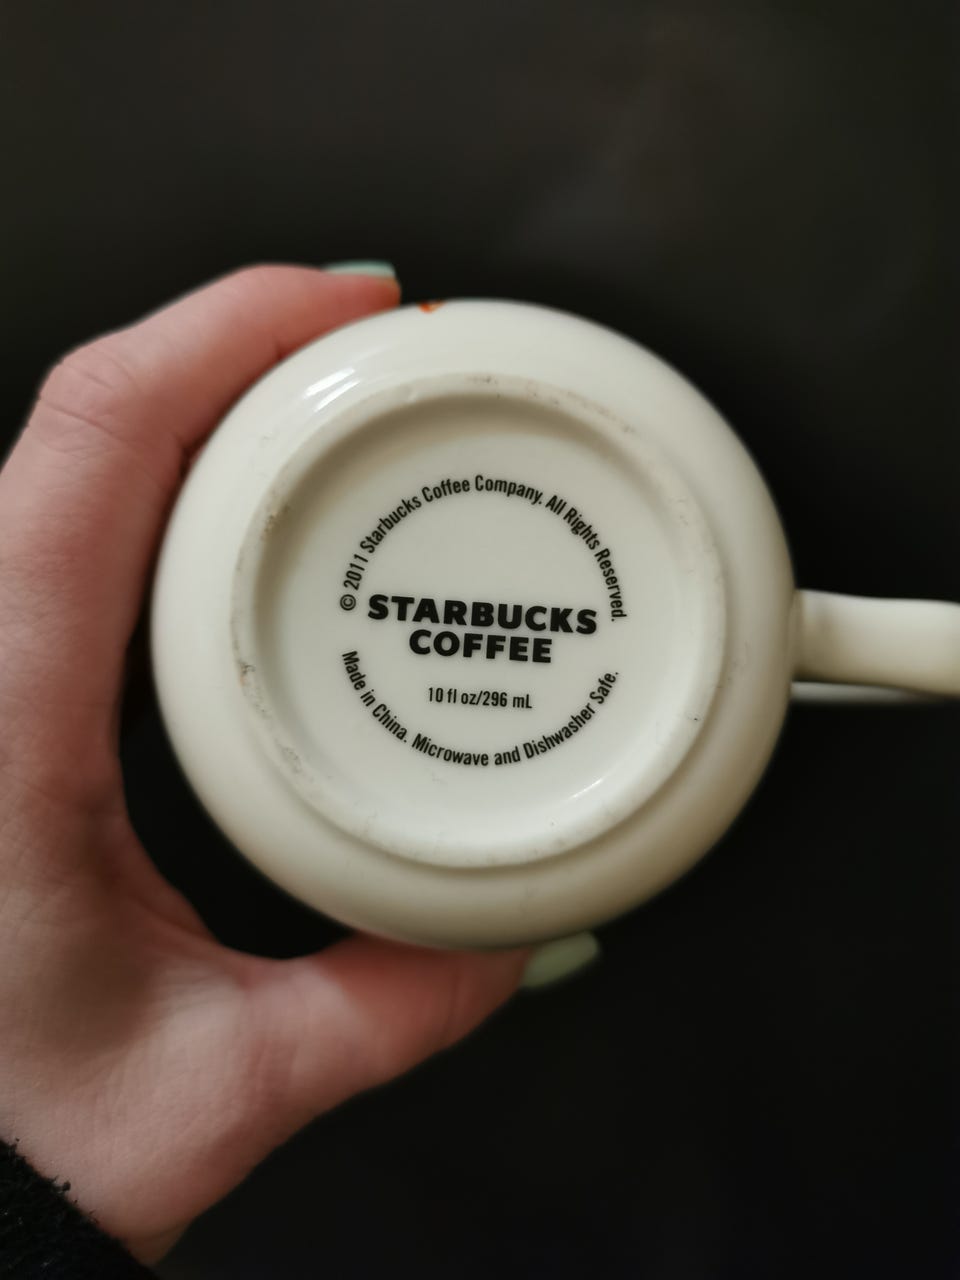 © 2011 Starbucks Coffee Company. All Rights Reserved.
STARBUCKS
COFFEE
10 fl oz/296 mL
Made in China. Microwave and Dishwasher Safe.